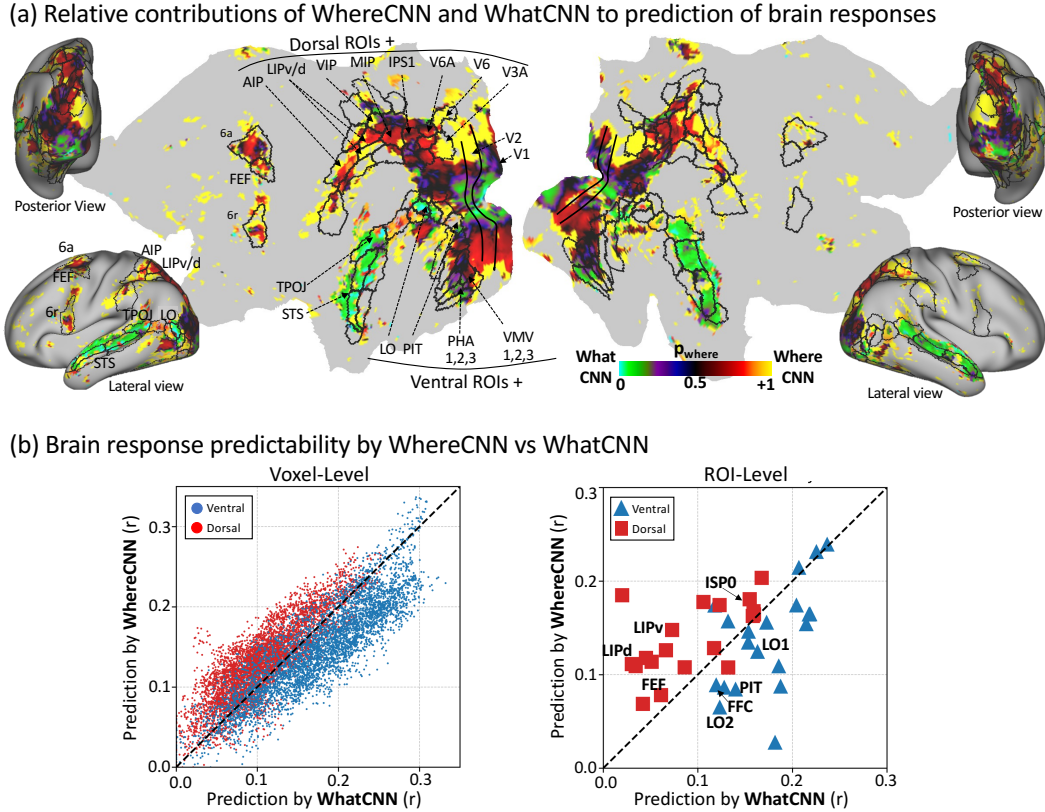 (a) Relative contributions of WhereCNN and WhatCNN to prediction of brain responses
Dorsal ROIs +
AIP
LIPv/d
VIP
MIP
IPS1
V6A
V6
V3A
V2
V1
6a
FEF
6r
Posterior View
Posterior view
6a
FEF
6r
AIP
LIPv/d
TPOJ
LO
STS
Lateral view
TPOJ
STS
LO
PIT
PHA
1,2,3
VMV
1,2,3
Ventral ROIs +
What
CNN
Pwhere
Where
CNN
0
0.5
+1
Lateral view
(b) Brain response predictability by WhereCNN vs WhatCNN
Voxel-Level
Ventral
Dorsal
Prediction by WhereCNN (r)
0.3
0.2
0.1
0.0
0.0
0.1
0.2
0.3
Prediction by WhatCNN (r)
ROI-Level
Ventral
Dorsal
Prediction by WhereCNN (r)
0.3
0.2
0.1
0.0
ISP0
LIPv
LO1
LIPd
FEF
PIT
FFC
LO2
0.0
0.1
0.2
0.3
Prediction by WhatCNN (r)